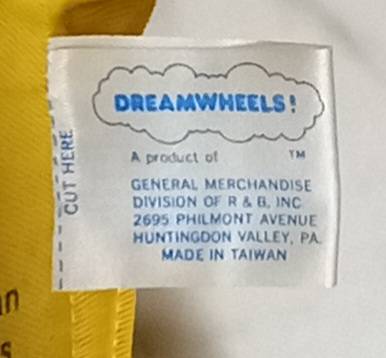 DREAMWHEELS!
A product of TM
GENERAL MERCHANDISE
DIVISION OF R & B, INC
2695 PHILMONT AVENUE
HUNTINGDON VALLEY, PA.
MADE IN TAIWAN
CUT HERE